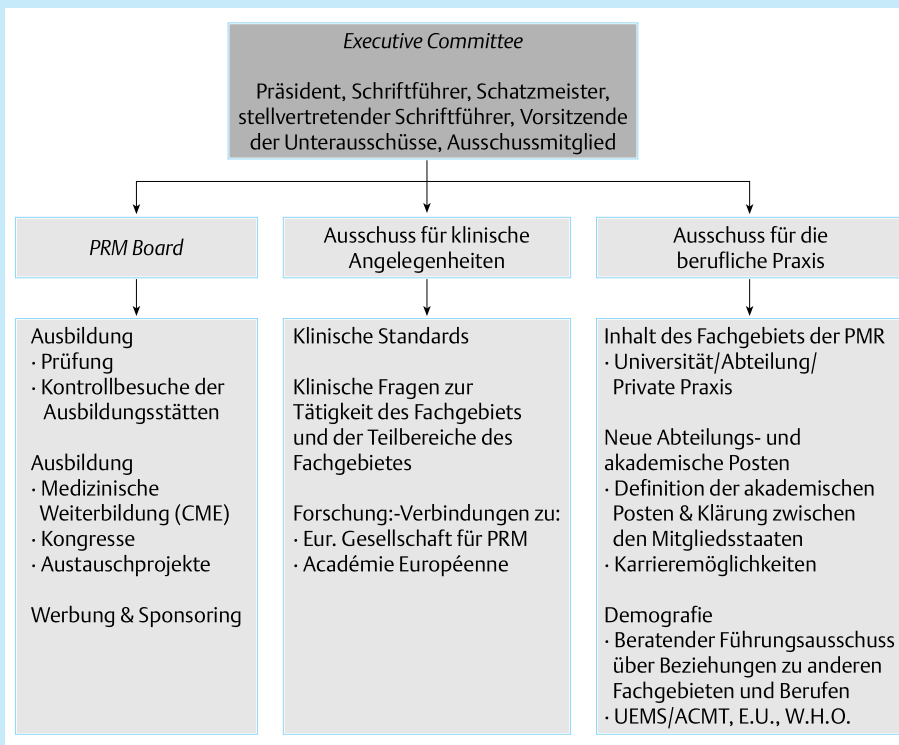 Executive Committee
Präsident, Schriftführer, Schatzmeister,
stellvertretender Schriftführer, Vorsitzende
der Unterausschüsse, Ausschussmitglied
PRM Board
Ausschuss für klinische
Angelegenheiten
Ausschuss für die
berufliche Praxis
Ausbildung
· Prüfung
· Kontrollbesuche der
Ausbildungsstätten
Ausbildung
· Medizinische
Weiterbildung (CME)
· Kongresse
· Austauschprojekte
Werbung & Sponsoring
Klinische Standards
Klinische Fragen zur
Tätigkeit des Fachgebiets
und der Teilbereiche des
Fachgebietes
Forschung:-Verbindungen zu:
· Eur. Gesellschaft für PRM
· Académie Européenne
Inhalt des Fachgebiets der PMR
· Universität/Abteilung/
Private Praxis
Neue Abteilungs- und
akademische Posten
· Definition der akademischen
Posten & Klärung zwischen
den Mitgliedsstaaten
· Karrieremöglichkeiten
Demografie
· Beratender Führungsausschuss
über Beziehungen zu anderen
Fachgebieten und Berufen
· UEMS/ACMT, E.U., W.H.O.